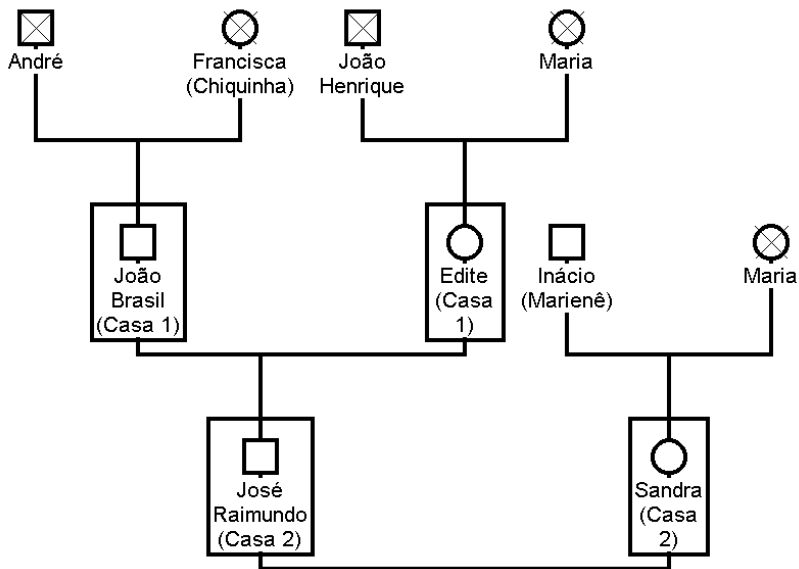 André
Francisca
(Chiquinha)
João
Henrique
Maria
João
Brasil
(Casa 1)
Edite
(Casa
1)
Inácio
(Marienê)
Maria
José
Raimundo
(Casa 2)
Sandra
(Casa
2)